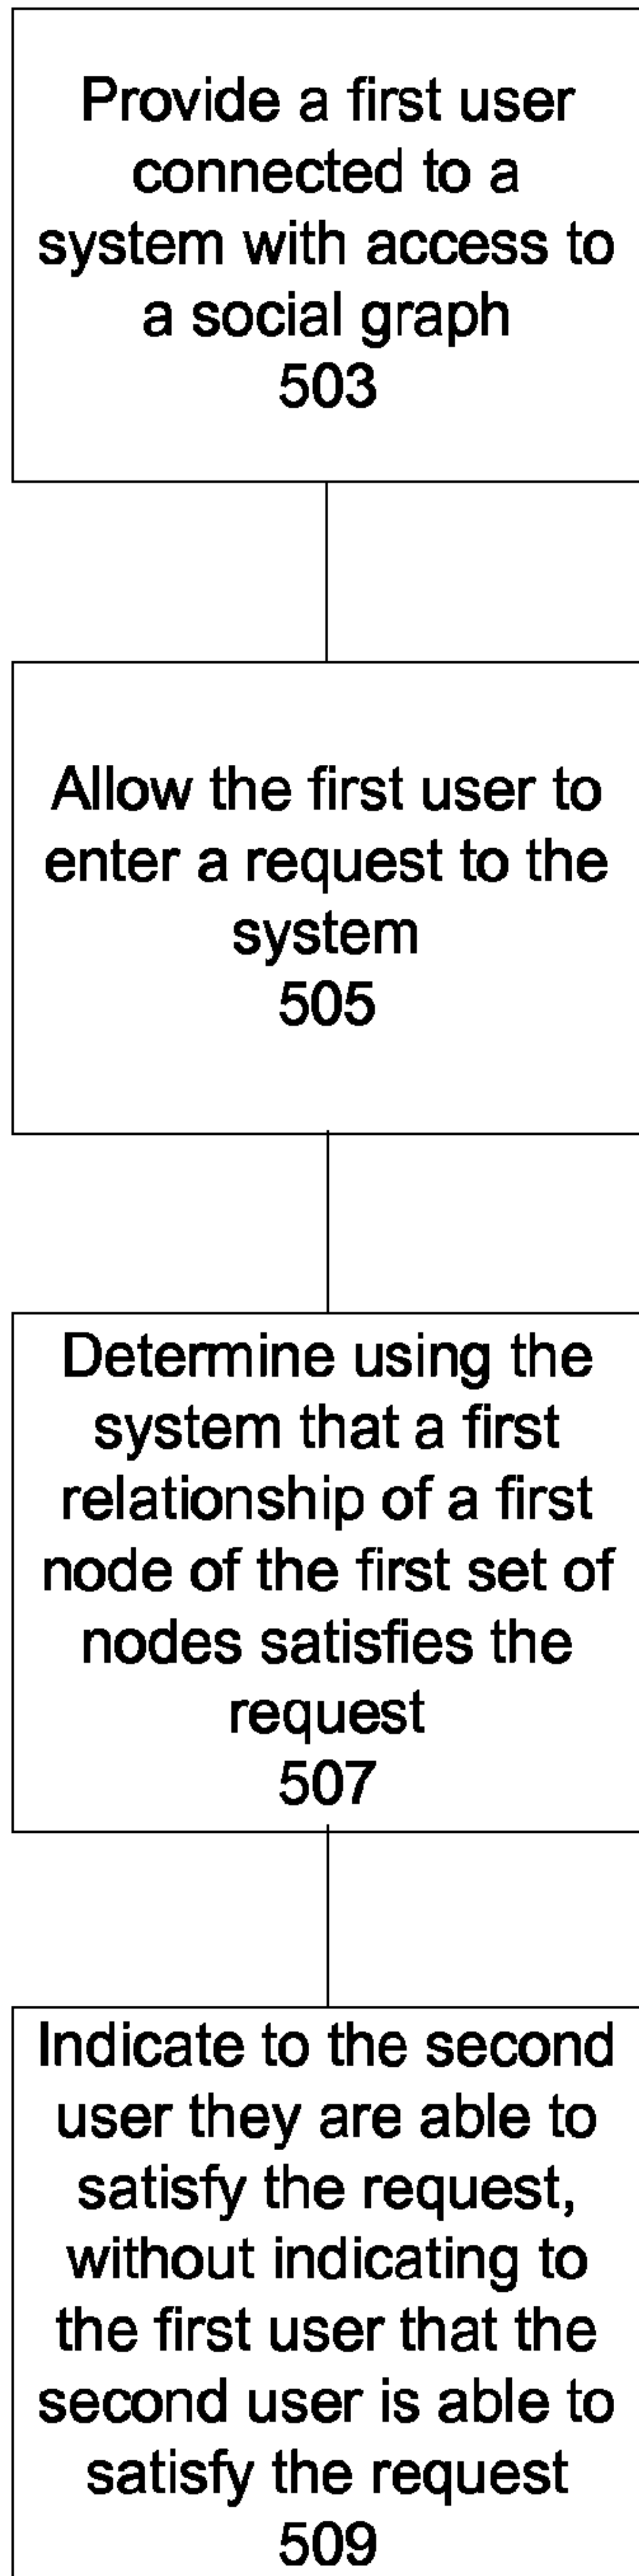 Provide a first user
connected to a
system with access to
a social graph
503
Allow the first user to
enter a request to the
system
505
Determine using the
system that a first
relationship of a first
node of the first set of
nodes satisfies the
request
507
Indicate to the second
user they are able to
satisfy the request,
without indicating to
the first user that the
second user is able to
satisfy the request
509